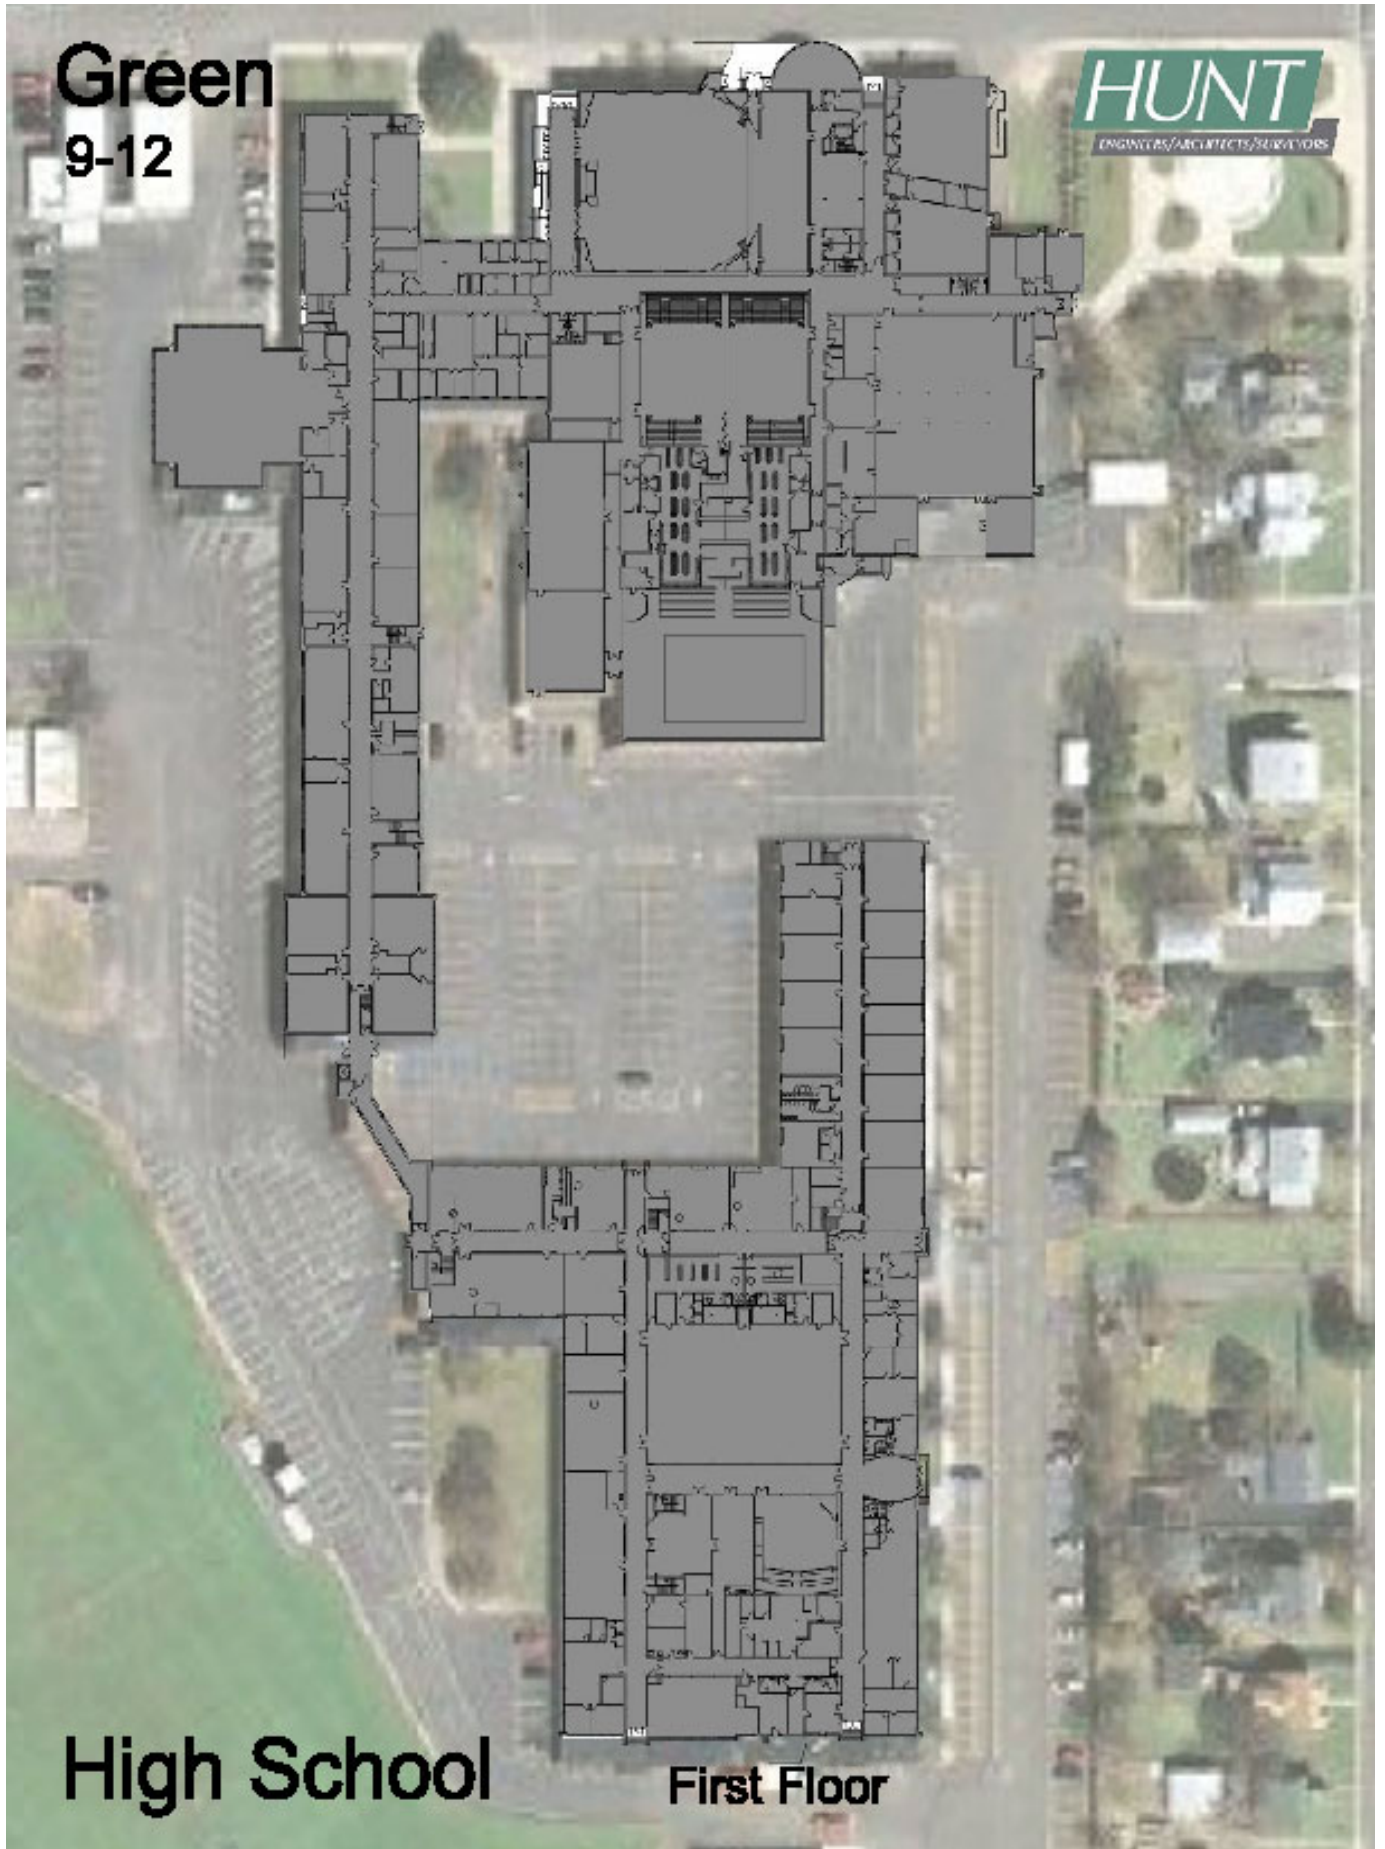 Green
9-12
HUNT
ENGINEERS/ARCHITECTS/SURVEYORS
High School
First Floor